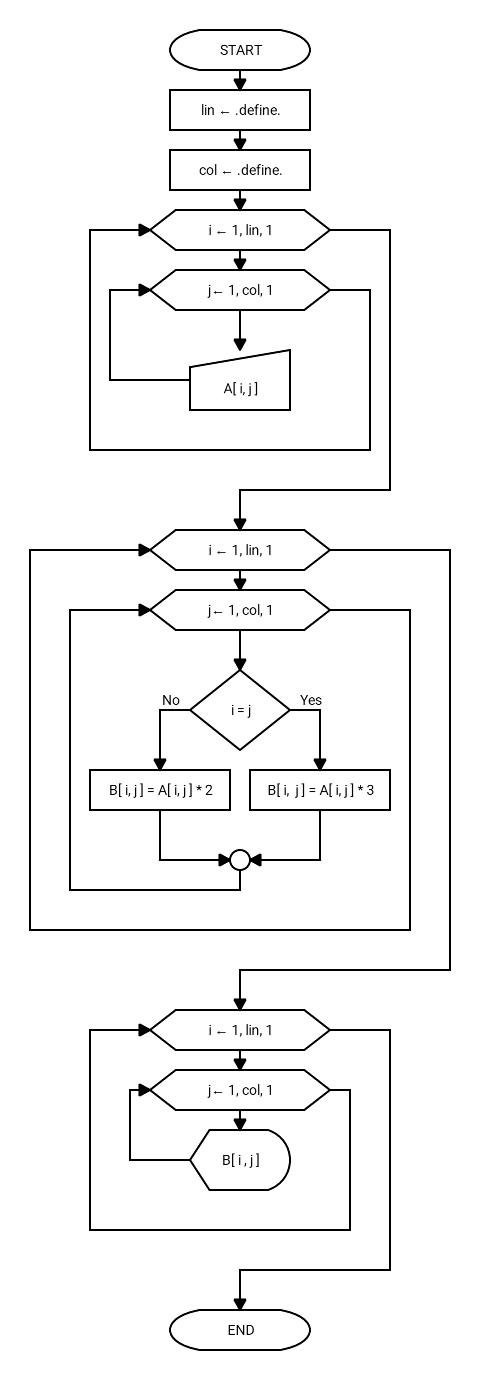 START
lin ← .define.
col ← .define.
i ← 1, lin, 1
j ← 1, col, 1
A[ i, j ]
i ← 1, lin, 1
j ← 1, col, 1
i = j
No
Yes
B[ i, j ] = A[ i, j ] * 2
B[ i, j ] = A[ i, j ] * 3
i ← 1, lin, 1
j ← 1, col, 1
B[ i , j ]
END